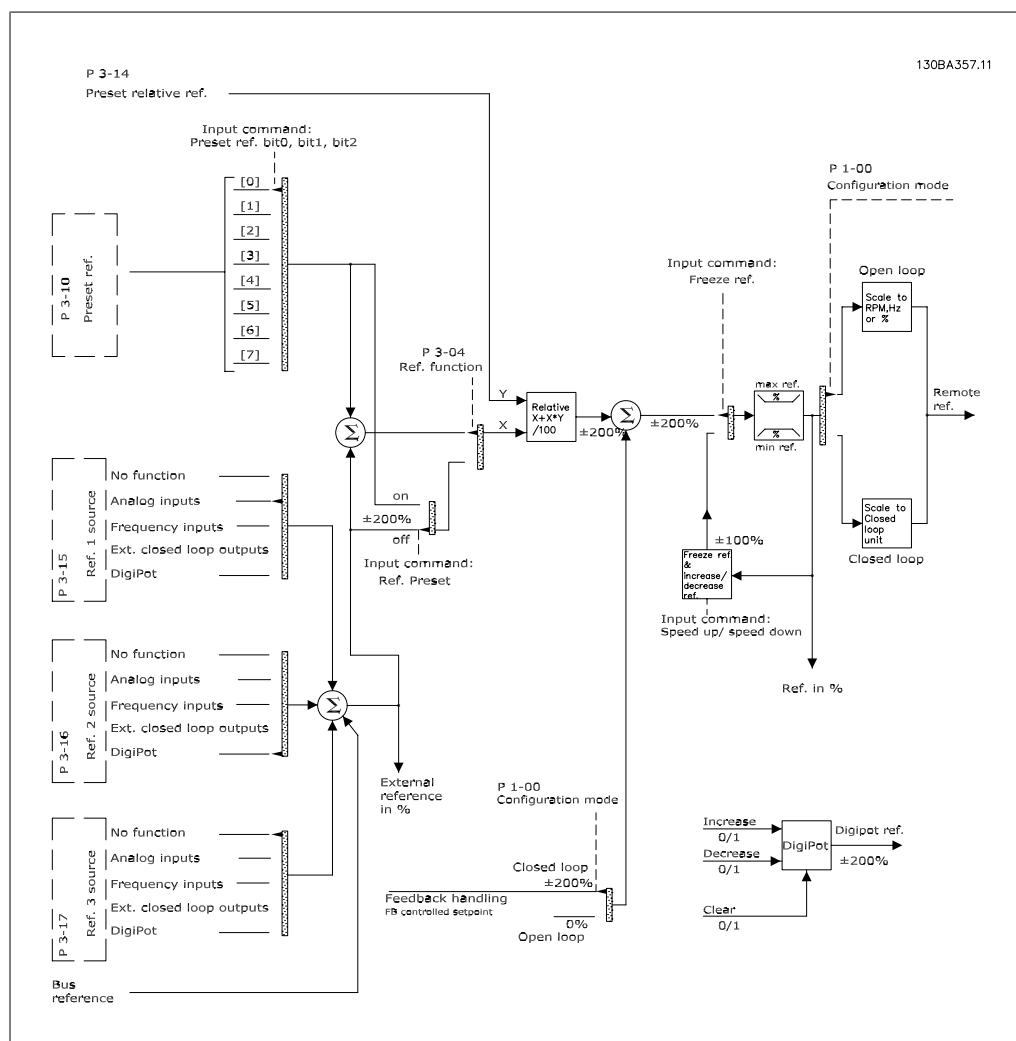 130BA357.11
P 3-14
Preset relative ref.
Input command:
Preset ref. bit0, bit1, bit2
[0]
[1]
[2]
[3]
[4]
[5]
[6]
[7]
P 3-10
Preset ref.
P 1-00
Configuration mode
Input command:
Freeze ref.
Open loop
Scale to
RPM,Hz
or %
P 3-04
Ref. function
Y
X
Relative
X+X*Y
/100
±200%
Σ
±200%
max ref.
%
%
min ref.
Remote
ref.
Σ
on
±200%
off
Input command:
Ref. Preset
±100%
Freeze ref.
&
increase/
decrease
ref.
Input command:
Speed up/ speed down
Scale to
Closed
loop
unit
Closed loop
Ref. in %
P 3-15
Ref. 1 source
No function
Analog inputs
Frequency inputs
Ext. closed loop outputs
DigiPot
P 3-16
Ref. 2 source
No function
Analog inputs
Frequency inputs
Ext. closed loop outputs
DigiPot
Σ
External
reference
in %
P 3-17
Ref. 3 source
No function
Analog inputs
Frequency inputs
Ext. closed loop outputs
DigiPot
Bus
reference
P 1-00
Configuration mode
Closed loop
±200%
Feedback handling
FB controlled setpoint
0%
Open loop
Increase
0/1
Decrease
0/1
Clear
0/1
DigiPot
Digipot ref.
±200%